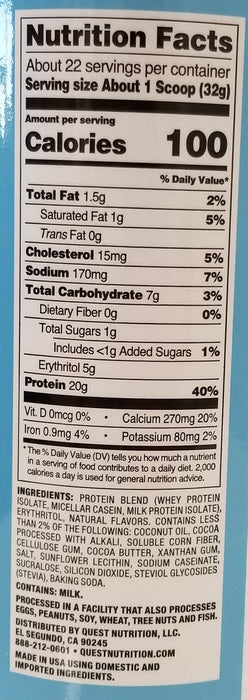 Nutrition Facts
About 22 servings per container
Serving size About 1 Scoop (32g)
Amount per serving
Calories 100
% Daily Value*
Total Fat 1.5g 2%
Saturated Fat 1g 5%
Trans Fat 0g
Cholesterol 15mg 5%
Sodium 170mg 7%
Total Carbohydrate 7g 3%
Dietary Fiber 0g 0%
Total Sugars 1g
Includes <1g Added Sugars 1%
Erythritol 5g
Protein 20g 40%
Vit. D 0mcg 0% • Calcium 270mg 20%
Iron 0.9mg 4% • Potassium 80mg 2%
*The % Daily Value (DV) tells you how much a nutrient
in a serving of food contributes to a daily diet. 2,000
calories a day is used for general nutrition advice.
INGREDIENTS: PROTEIN BLEND (WHEY PROTEIN
ISOLATE, MICELLAR CASEIN, MILK PROTEIN ISOLATE),
ERYTHRITOL, NATURAL FLAVORS. CONTAINS LESS
THAN 2% OF THE FOLLOWING: COCONUT OIL, COCOA
PROCESSED WITH ALKALI, SOLUBLE CORN FIBER,
CELLULOSE GUM, COCOA BUTTER, XANTHAN GUM,
SALT, SUNFLOWER LECITHIN, SODIUM CASEINATE,
SUCRALOSE, SILICON DIOXIDE, STEVIOL GLYCOSIDES
(STEVIA), BAKING SODA.
CONTAINS: MILK.
PROCESSED IN A FACILITY THAT ALSO PROCESSES
EGGS, PEANUTS, SOY, WHEAT, TREE NUTS AND FISH.
DISTRIBUTED BY QUEST NUTRITION, LLC.
EL SEGUNDO, CA 90245
888-212-0601 • QUESTNUTRITION.COM
MADE IN USA USING DOMESTIC AND
IMPORTED INGREDIENTS.